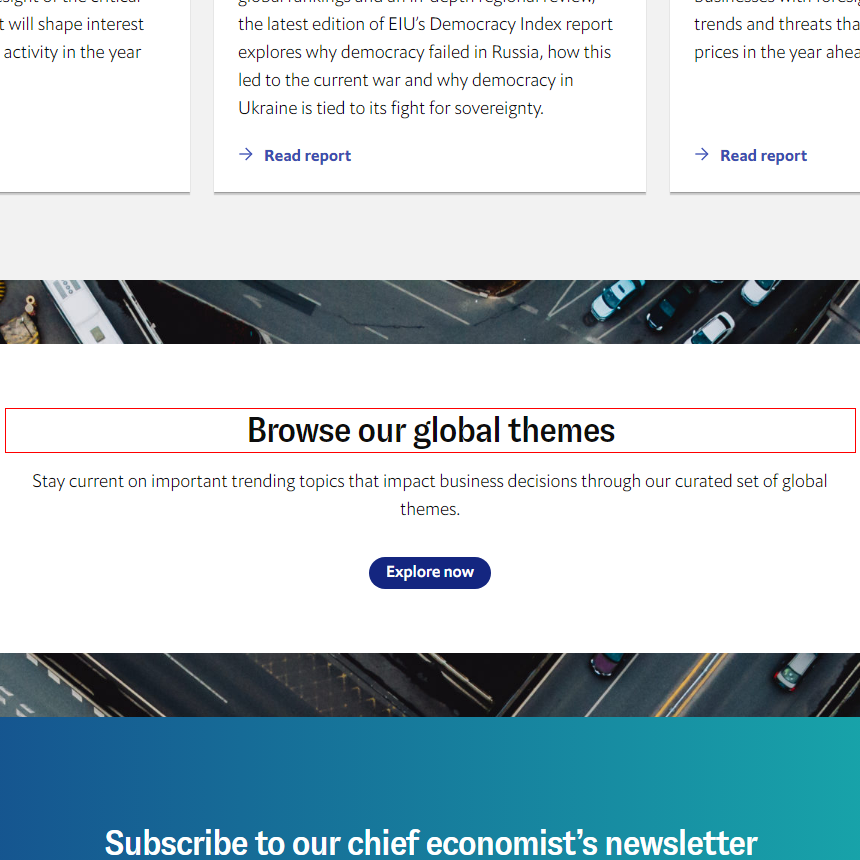 t will shape interest
activity in the year
the latest edition of EIU's Democracy Index report
explores why democracy failed in Russia, how this
led to the current war and why democracy in
Ukraine is tied to its fight for sovereignty.
Read report
trends and threats tha
prices in the year ahea
Read report
Browse our global themes
Stay current on important trending topics that impact business decisions through our curated set of global
themes.
Explore now
Subscribe to our chief economist's newsletter